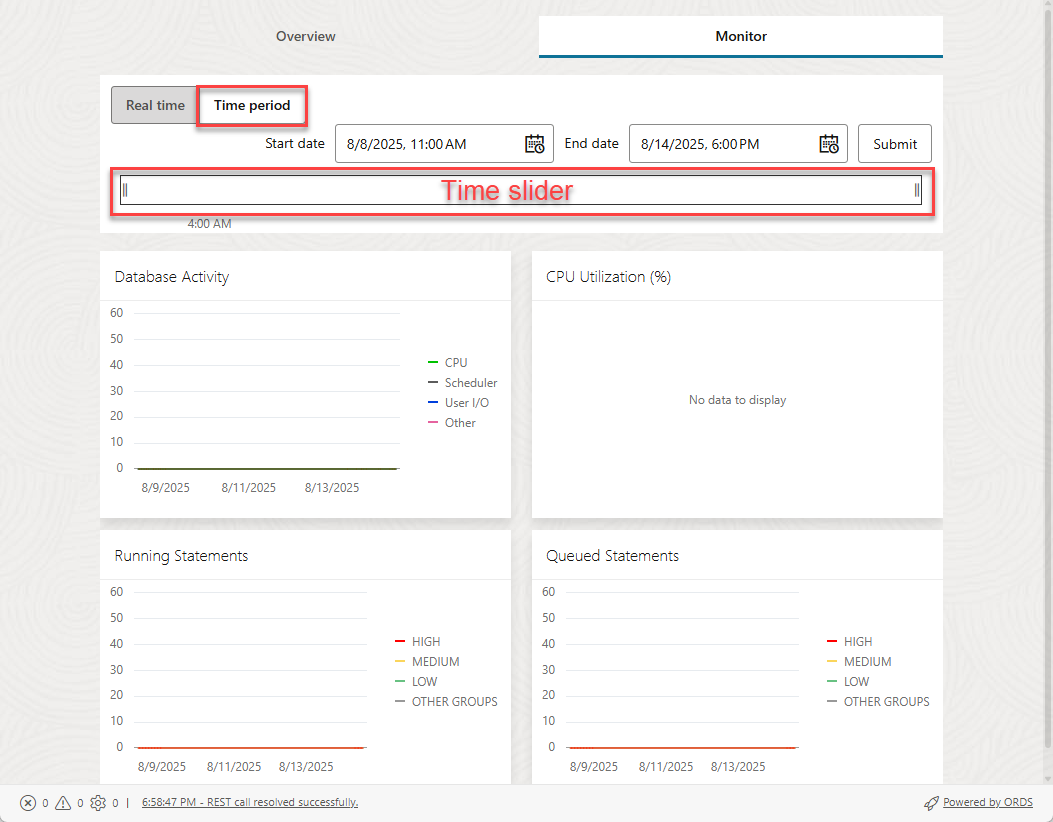 Overview
Monitor
Real time
Time period
Start date
8/8/2025, 11:00 AM
End date
8/14/2025, 6:00 PM
Submit
Time slider
4:00 AM
Database Activity
60
50
40
30
20
10
0
8/9/2025 8/11/2025 8/13/2025
CPU
Scheduler
User I/O
Other
CPU Utilization (%)
No data to display
Running Statements
60
50
40
30
20
10
0
8/9/2025 8/11/2025 8/13/2025
HIGH
MEDIUM
LOW
OTHER GROUPS
Queued Statements
60
50
40
30
20
10
0
8/9/2025 8/11/2025 8/13/2025
HIGH
MEDIUM
LOW
OTHER GROUPS
0 0 0 | 6:58:47 PM - REST call resolved successfully.
Powered by ORDS